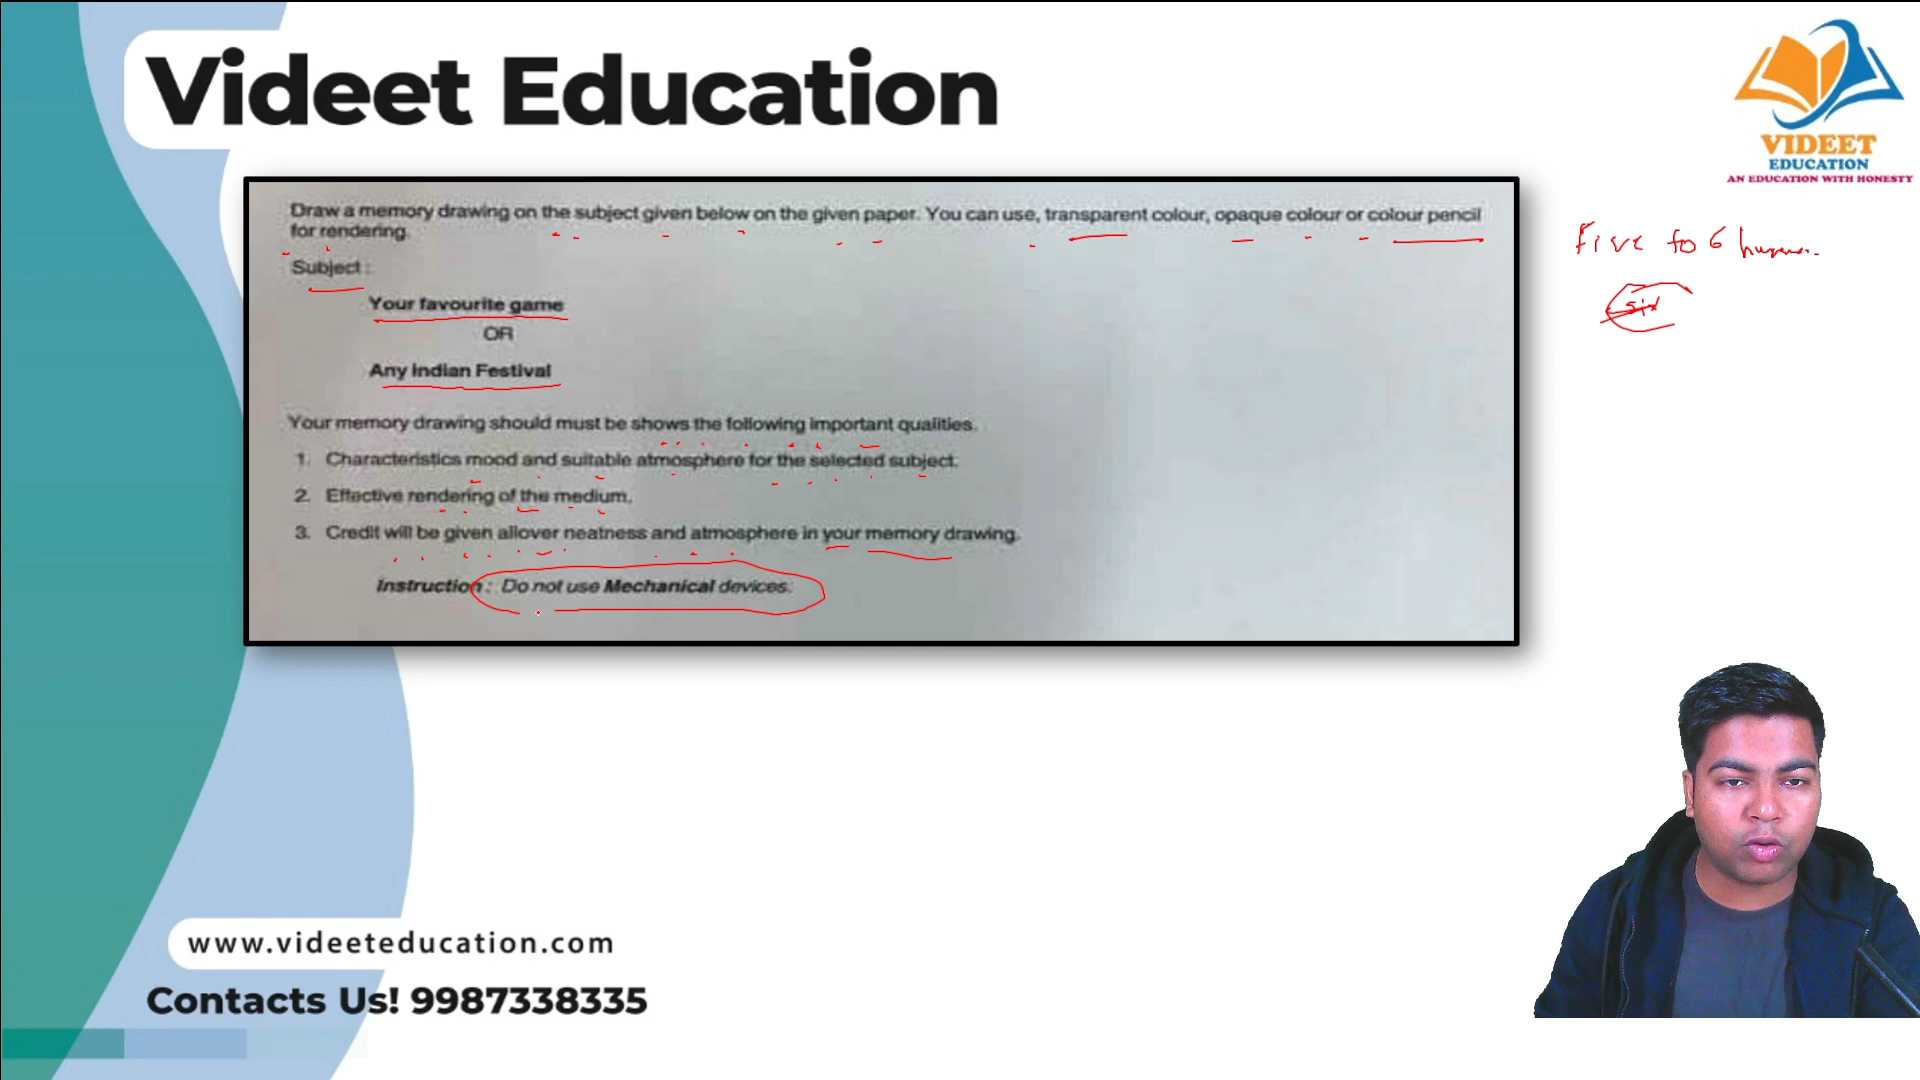 Videet Education
VIDEET
EDUCATION
AN EDUCATION WITH HONESTY
Draw a memory drawing on the subject given below on the given paper. You can use, transparent colour, opaque colour or colour pencil
for rendering.
Subject :
Your favourite game
OR
Any Indian Festival
Your memory drawing should must be shows the following important qualities.
1. Characteristics mood and suitable atmosphere for the selected subject.
2. Effective rendering of the medium.
3. Credit will be given allover neatness and atmosphere in your memory drawing.
Instruction : Do not use Mechanical devices.
Five to 6
www.videeteducation.com
Contacts Us! 9987338335